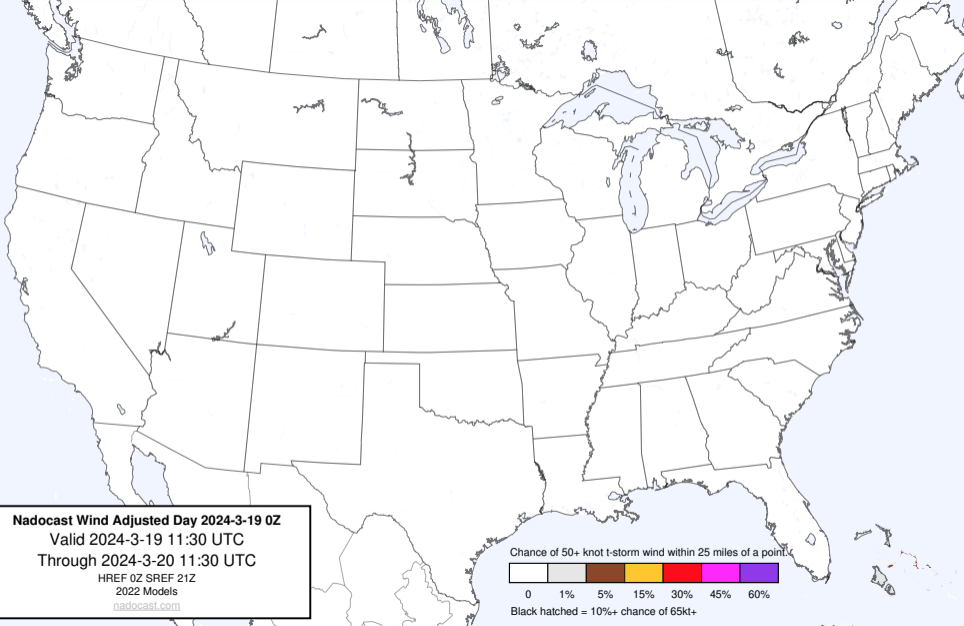 Nadocast Wind Adjusted Day 2024-3-19 0Z
Valid 2024-3-19 11:30 UTC
Through 2024-3-20 11:30 UTC
HREF 0Z SREF 21Z
2022 Models
nadocast.com
Chance of 50+ knot t-storm wind within 25 miles of a point.
0 1% 5% 15% 30% 45% 60%
Black hatched = 10%+ chance of 65kt+